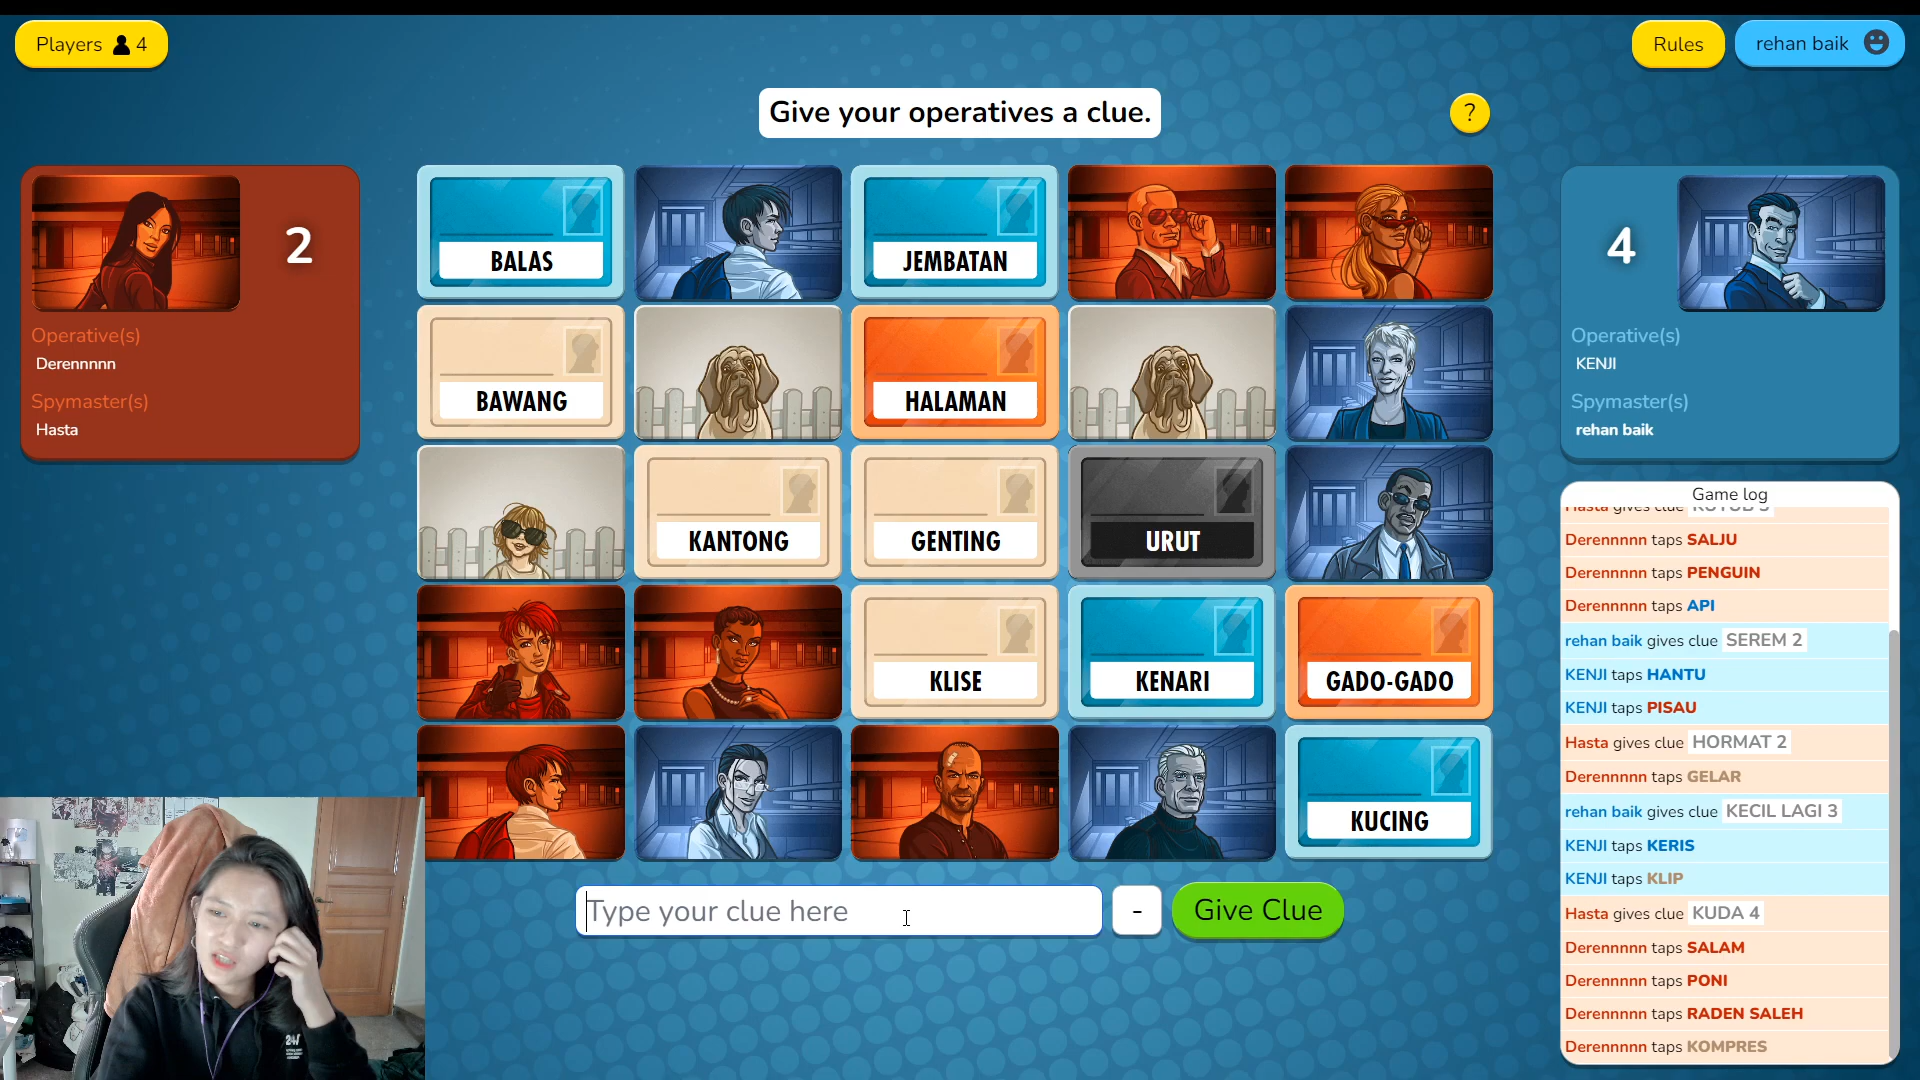 Players 4
Rules
rehan baik
Give your operatives a clue.
?
2
Operative(s)
Derennnnn
Spymaster(s)
Hasta
BALAS
JEMBATAN
BAWANG
HALAMAN
KANTONG
GENTING
URUT
KLISE
KENARI
GADO-GADO
KUCING
4
Operative(s)
KENJI
Spymaster(s)
rehan baik
Game log
Hasta gives clue KUTUB 3
Derennnnn taps SALJU
Derennnnn taps PENGUIN
Derennnnn taps API
rehan baik gives clue SEREM 2
KENJI taps HANTU
KENJI taps PISAU
Hasta gives clue HORMAT 2
Derennnnn taps GELAR
rehan baik gives clue KECIL LAGI 3
KENJI taps KERIS
KENJI taps KLIP
Hasta gives clue KUDA 4
Derennnnn taps SALAM
Derennnnn taps PONI
Derennnnn taps RADEN SALEH
Derennnnn taps KOMPRES
Type your clue here
-
Give Clue